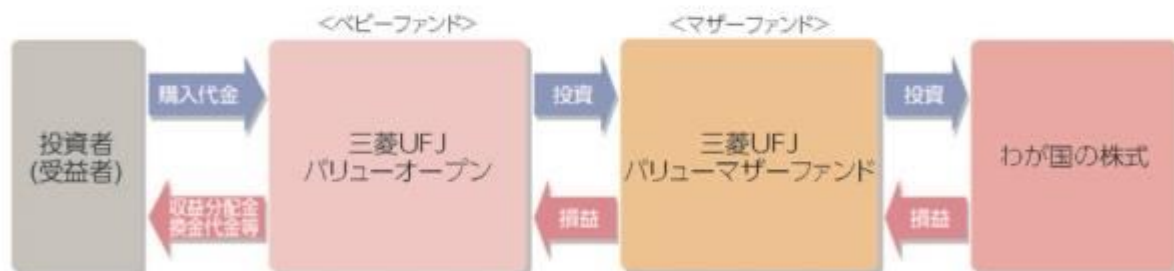 ＜ベビーファンド＞
＜マザーファンド＞
投資者
(受益者)
購入代金
収益分配金
換金代金等
三菱UFJ
バリューオープン
投資
損益
三菱UFJ
バリューマザーファンド
投資
損益
わが国の株式